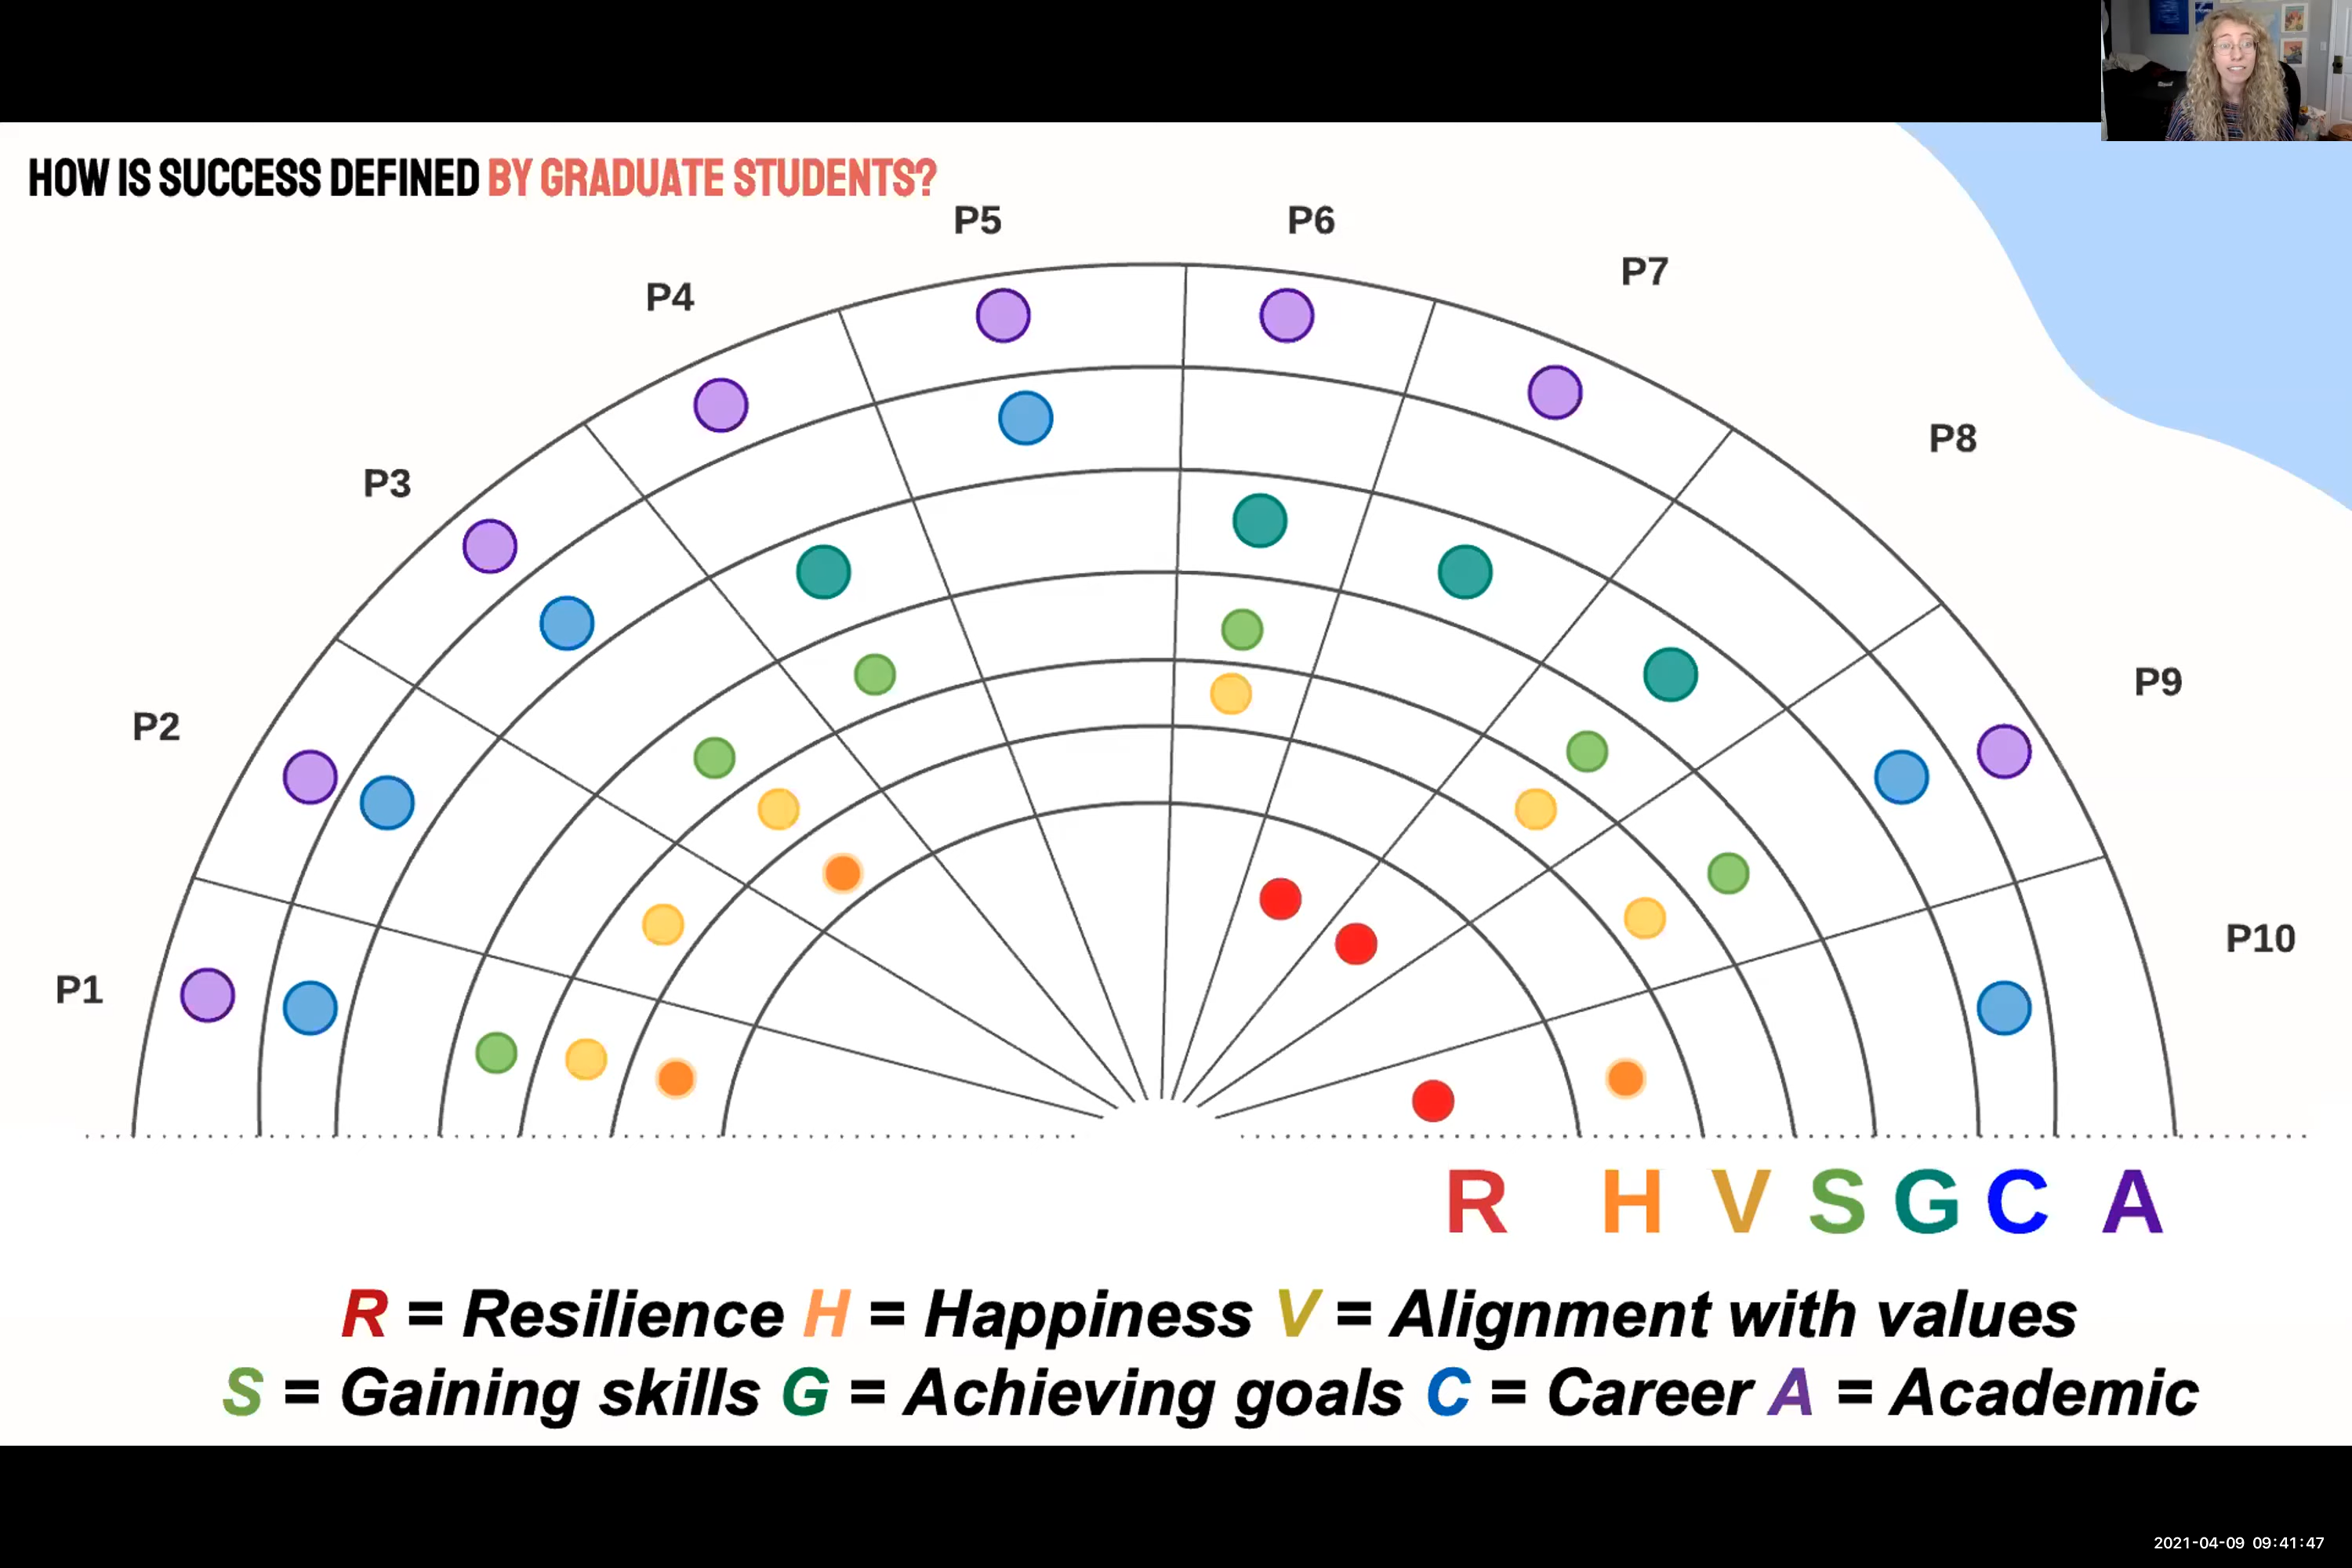 HOW IS SUCCESS DEFINED BY GRADUATE STUDENTS?
P1
P2
P3
P4
P5
P6
P7
P8
P9
P10
R H V S G C A
R = Resilience H = Happiness V = Alignment with values
S = Gaining skills G = Achieving goals C = Career A = Academic
2021-04-09 09:41:47